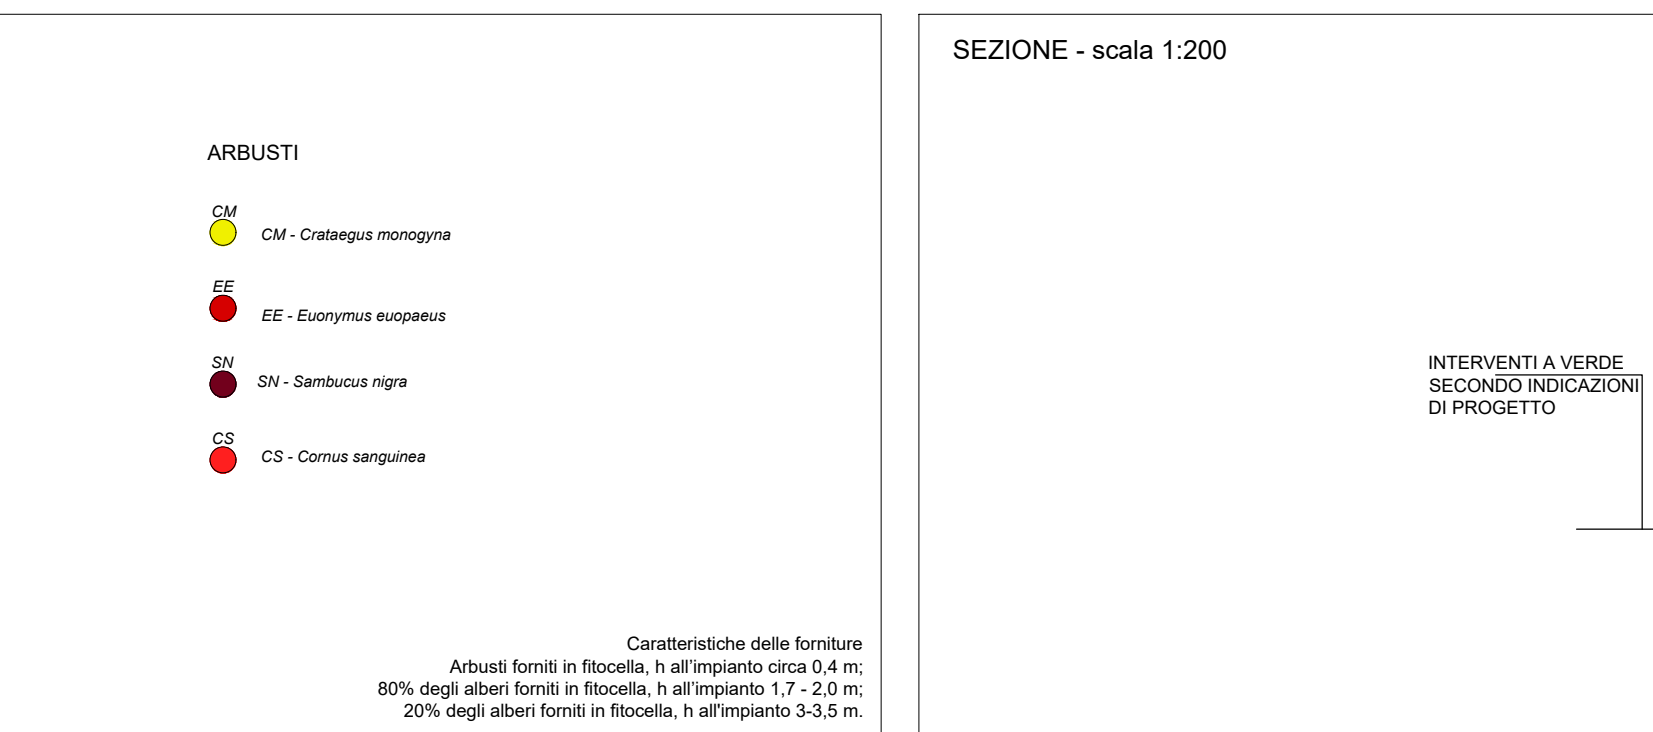 ARBUSTI
CM
CM - Crataegus monogyna
EE
EE - Euonymus euopaeus
SN
SN - Sambucus nigra
CS
CS - Cornus sanguinea
Caratteristiche delle forniture
Arbusti forniti in fitocella, h all’impianto circa 0,4 m;
80% degli alberi forniti in fitocella, h all’impianto 1,7 - 2,0 m;
20% degli alberi forniti in fitocella, h all'impianto 3-3,5 m.
SEZIONE - scala 1:200
INTERVENTI A VERDE
SECONDO INDICAZIONI
DI PROGETTO